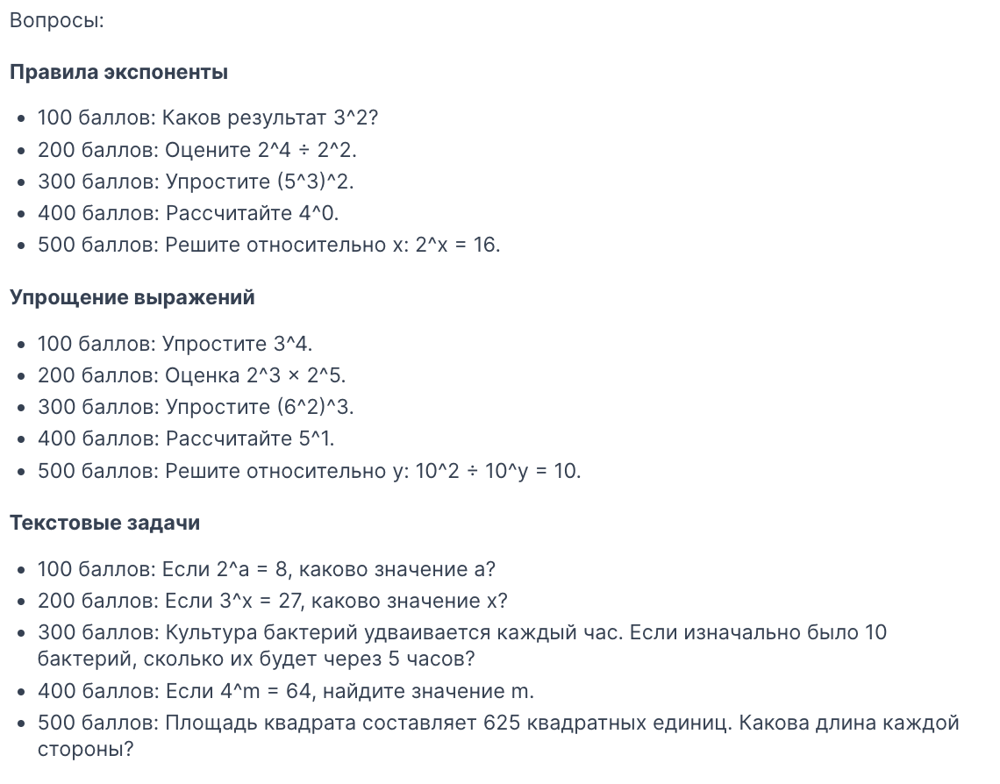 Вопросы:
Правила экспоненты
• 100 баллов: Каков результат 3^2?
• 200 баллов: Оцените 2^4 ÷ 2^2.
• 300 баллов: Упростите (5^3)^2.
• 400 баллов: Рассчитайте 4^0.
• 500 баллов: Решите относительно x: 2^x = 16.
Упрощение выражений
• 100 баллов: Упростите 3^4.
• 200 баллов: Оценка 2^3 × 2^5.
• 300 баллов: Упростите (6^2)^3.
• 400 баллов: Рассчитайте 5^1.
• 500 баллов: Решите относительно y: 10^2 ÷ 10^y = 10.
Текстовые задачи
• 100 баллов: Если 2^a = 8, каково значение a?
• 200 баллов: Если 3^x = 27, каково значение x?
• 300 баллов: Культура бактерий удваивается каждый час. Если изначально было 10
бактерий, сколько их будет через 5 часов?
• 400 баллов: Если 4^m = 64, найдите значение m.
• 500 баллов: Площадь квадрата составляет 625 квадратных единиц. Какова длина каждой
стороны?